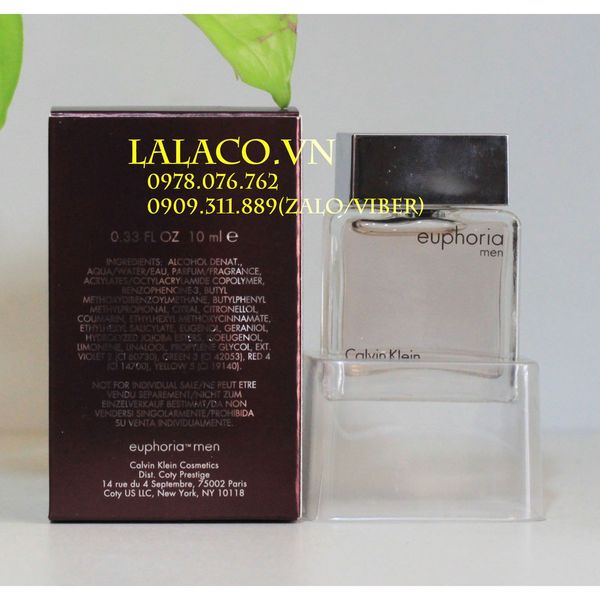 LALACO.VN
0978.076.762
0909.311.889(ZALO/VIBER)
0.33 FL OZ 10 ml ℮
INGREDIENTS: ALCOHOL DENAT.,
AQUA/WATER/EAU, PARFUM/FRAGRANCE,
ACRYLATES/OCTYLACRYLAMIDE COPOLYMER,
BENZOPHENONE-3, BUTYL
METHOXYDIBENZOYLMETHANE, BUTYLPHENYL
METHYLPROPIONAL, CITRAL, CITRONELLOL,
COUMARIN, ETHYLHEXYL METHOXYCINNAMATE,
ETHYLHEXYL SALICYLATE, EUGENOL, GERANIOL,
HYDROLYZED JOJOBA ESTERS, ISOEUGENOL,
LIMONENE, LINALOOL, PROPYLENE GLYCOL, EXT.
VIOLET 2 (CI 60730), GREEN 3 (CI 42053), RED 4
(CI 14700), YELLOW 5 (CI 19140).
NOT FOR INDIVIDUAL SALE/NE PEUT ETRE
VENDU SEPAREMENT/NICHT ZUM
EINZELVERKAUF BESTIMMT/DA NON
VENDERSI SINGOLARMENTE/PROHIBIDA
SU VENTA INDIVIDUALMENTE.
euphoria™ men
Calvin Klein Cosmetics
Dist. Coty Prestige
14 rue du 4 Septembre, 75002 Paris
Coty US LLC, New York, NY 10118
euphoria
men
Calvin Klein